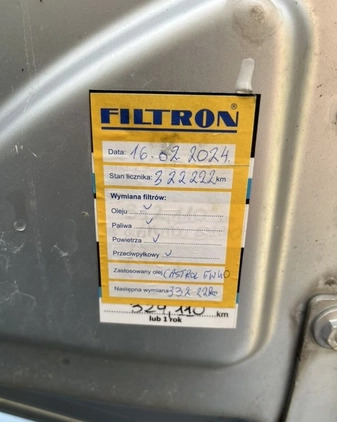 FILTRON®
Data: 16.02 2024
Stan licznika: 322222 km
Wymiana filtrów:
Oleju
Paliwa
Powietrza
Przeciwpyłkowy
Zastosowany olej CASTROL 5W40
Następna wymiana 332 222
324,110 km
lub 1 rok